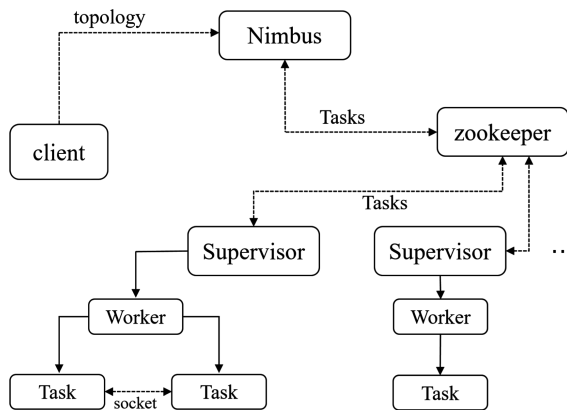 topology
Nimbus
Tasks
client
zookeeper
Tasks
Supervisor
Supervisor
..
Worker
Worker
Task
socket
Task
Task